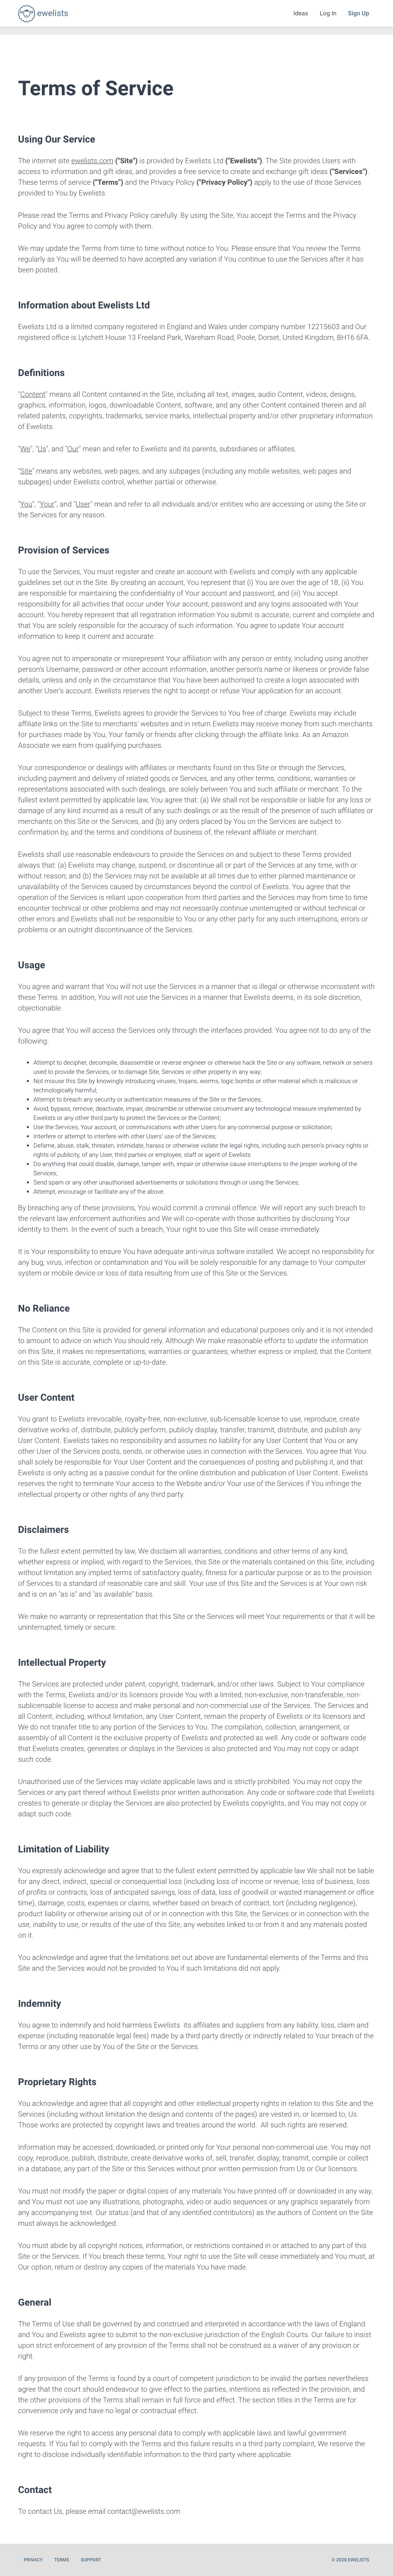 ewelists
Ideas Log In Sign Up
Terms of Service
Using Our Service
The internet site ewelists.com ("Site") is provided by Ewelists Ltd ("Ewelists"). The Site provides Users with
access to information and gift ideas, and provides a free service to create and exchange gift ideas ("Services").
These terms of service ("Terms") and the Privacy Policy ("Privacy Policy") apply to the use of those Services
provided to You by Ewelists.
Please read the Terms and Privacy Policy carefully. By using the Site, You accept the Terms and the Privacy
Policy and You agree to comply with them.
We may update the Terms from time to time without notice to You. Please ensure that You review the Terms
regularly as You will be deemed to have accepted any variation if You continue to use the Services after it has
been posted.
Information about Ewelists Ltd
Ewelists Ltd is a limited company registered in England and Wales under company number 12215603 and Our
registered office is Lytchett House 13 Freeland Park, Wareham Road, Poole, Dorset, United Kingdom, BH16 6FA.
Definitions
"Content" means all Content contained in the Site, including all text, images, audio Content, videos, designs,
graphics, information, logos, downloadable Content, software, and any other Content contained therein and all
related patents, copyrights, trademarks, service marks, intellectual property and/or other proprietary information
of Ewelists.
"We", "Us", and "Our" mean and refer to Ewelists and its parents, subsidiaries or affiliates.
"Site" means any websites, web pages, and any subpages (including any mobile websites, web pages and
subpages) under Ewelists control, whether partial or otherwise.
"You", "Your", and "User" mean and refer to all individuals and/or entities who are accessing or using the Site or
the Services for any reason.
Provision of Services
To use the Services, You must register and create an account with Ewelists and comply with any applicable
guidelines set out in the Site. By creating an account, You represent that (i) You are over the age of 18, (ii) You
are responsible for maintaining the confidentiality of Your account and password, and (iii) You accept
responsibility for all activities that occur under Your account, password and any logins associated with Your
account. You hereby represent that all registration information You submit is accurate, current and complete and
that You are solely responsible for the accuracy of such information. You agree to update Your account
information to keep it current and accurate.
You agree not to impersonate or misrepresent Your affiliation with any person or entity, including using another
person's Username, password or other account information, another person's name or likeness or provide false
details, unless and only in the circumstance that You have been authorised to create a login associated with
another User's account. Ewelists reserves the right to accept or refuse Your application for an account.
Subject to these Terms, Ewelists agrees to provide the Services to You free of charge. Ewelists may include
affiliate links on the Site to merchants' websites and in return Ewelists may receive money from such merchants
for purchases made by You, Your family or friends after clicking through the affiliate links. As an Amazon
Associate we earn from qualifying purchases.
Your correspondence or dealings with affiliates or merchants found on this Site or through the Services,
including payment and delivery of related goods or Services, and any other terms, conditions, warranties or
representations associated with such dealings, are solely between You and such affiliate or merchant. To the
fullest extent permitted by applicable law, You agree that: (a) We shall not be responsible or liable for any loss or
damage of any kind incurred as a result of any such dealings or as the result of the presence of such affiliates or
merchants on this Site or the Services, and (b) any orders placed by You on the Services are subject to
confirmation by, and the terms and conditions of business of, the relevant affiliate or merchant.
Ewelists shall use reasonable endeavours to provide the Services on and subject to these Terms provided
always that: (a) Ewelists may change, suspend, or discontinue all or part of the Services at any time, with or
without reason; and (b) the Services may not be available at all times due to either planned maintenance or
unavailability of the Services caused by circumstances beyond the control of Ewelists. You agree that the
operation of the Services is reliant upon cooperation from third parties and the Services may from time to time
encounter technical or other problems and may not necessarily continue uninterrupted or without technical or
other errors and Ewelists shall not be responsible to You or any other party for any such interruptions, errors or
problems or an outright discontinuance of the Services.
Usage
You agree and warrant that You will not use the Services in a manner that is illegal or otherwise inconsistent with
these Terms. In addition, You will not use the Services in a manner that Ewelists deems, in its sole discretion,
objectionable.
You agree that You will access the Services only through the interfaces provided. You agree not to do any of the
following:
• Attempt to decipher, decompile, disassemble or reverse engineer or otherwise hack the Site or any software, network or servers
used to provide the Services, or to damage Site, Services or other property in any way;
• Not misuse this Site by knowingly introducing viruses, trojans, worms, logic bombs or other material which is malicious or
technologically harmful;
• Attempt to breach any security or authentication measures of the Site or the Services;
• Avoid, bypass, remove, deactivate, impair, descramble or otherwise circumvent any technological measure implemented by
Ewelists or any other third party to protect the Services or the Content;
• Use the Services, Your account, or communications with other Users for any commercial purpose or solicitation;
• Interfere or attempt to interfere with other Users' use of the Services;
• Defame, abuse, stalk, threaten, intimidate, harass or otherwise violate the legal rights, including such person's privacy rights or
rights of publicity, of any User, third parties or employee, staff or agent of Ewelists
• Do anything that could disable, damage, tamper with, impair or otherwise cause interruptions to the proper working of the
Services;
• Send spam or any other unauthorised advertisements or solicitations through or using the Services;
• Attempt, encourage or facilitate any of the above.
By breaching any of these provisions, You would commit a criminal offence. We will report any such breach to
the relevant law enforcement authorities and We will co-operate with those authorities by disclosing Your
identity to them. In the event of such a breach, Your right to use this Site will cease immediately.
It is Your responsibility to ensure You have adequate anti-virus software installed. We accept no responsibility for
any bug, virus, infection or contamination and You will be solely responsible for any damage to Your computer
system or mobile device or loss of data resulting from use of this Site or the Services.
No Reliance
The Content on this Site is provided for general information and educational purposes only and it is not intended
to amount to advice on which You should rely. Although We make reasonable efforts to update the information
on this Site, it makes no representations, warranties or guarantees, whether express or implied, that the Content
on this Site is accurate, complete or up-to-date.
User Content
You grant to Ewelists irrevocable, royalty-free, non-exclusive, sub-licensable license to use, reproduce, create
derivative works of, distribute, publicly perform, publicly display, transfer, transmit, distribute, and publish any
User Content. Ewelists takes no responsibility and assumes no liability for any User Content that You or any
other User of the Services posts, sends, or otherwise uses in connection with the Services. You agree that You
shall solely be responsible for Your User Content and the consequences of posting and publishing it, and that
Ewelists is only acting as a passive conduit for the online distribution and publication of User Content. Ewelists
reserves the right to terminate Your access to the Website and/or Your use of the Services if You infringe the
intellectual property or other rights of any third party.
Disclaimers
To the fullest extent permitted by law, We disclaim all warranties, conditions and other terms of any kind,
whether express or implied, with regard to the Services, this Site or the materials contained on this Site, including
without limitation any implied terms of satisfactory quality, fitness for a particular purpose or as to the provision
of Services to a standard of reasonable care and skill. Your use of this Site and the Services is at Your own risk
and is on an "as is" and "as available" basis.
We make no warranty or representation that this Site or the Services will meet Your requirements or that it will be
uninterrupted, timely or secure.
Intellectual Property
The Services are protected under patent, copyright, trademark, and/or other laws. Subject to Your compliance
with the Terms, Ewelists and/or its licensors provide You with a limited, non-exclusive, non-transferable, non-
sublicensable license to access and make personal and non-commercial use of the Services. The Services and
all Content, including, without limitation, any User Content, remain the property of Ewelists or its licensors and
We do not transfer title to any portion of the Services to You. The compilation, collection, arrangement, or
assembly of all Content is the exclusive property of Ewelists and protected as well. Any code or software code
that Ewelists creates, generates or displays in the Services is also protected and You may not copy or adapt
such code.
Unauthorised use of the Services may violate applicable laws and is strictly prohibited. You may not copy the
Services or any part thereof without Ewelists prior written authorisation. Any code or software code that Ewelists
creates to generate or display the Services are also protected by Ewelists copyrights, and You may not copy or
adapt such code.
Limitation of Liability
You expressly acknowledge and agree that to the fullest extent permitted by applicable law We shall not be liable
for any direct, indirect, special or consequential loss (including loss of income or revenue, loss of business, loss
of profits or contracts, loss of anticipated savings, loss of data, loss of goodwill or wasted management or office
time), damage, costs, expenses or claims, whether based on breach of contract, tort (including negligence),
product liability or otherwise arising out of or in connection with this Site, the Services or in connection with the
use, inability to use, or results of the use of this Site, any websites linked to or from it and any materials posted
on it.
You acknowledge and agree that the limitations set out above are fundamental elements of the Terms and this
Site and the Services would not be provided to You if such limitations did not apply.
Indemnity
You agree to indemnify and hold harmless Ewelists its affiliates and suppliers from any liability, loss, claim and
expense (including reasonable legal fees) made by a third party directly or indirectly related to Your breach of the
Terms or any other use by You of the Site or the Services.
Proprietary Rights
You acknowledge and agree that all copyright and other intellectual property rights in relation to this Site and the
Services (including without limitation the design and contents of the pages) are vested in, or licensed to, Us.
Those works are protected by copyright laws and treaties around the world. All such rights are reserved.
Information may be accessed, downloaded, or printed only for Your personal non-commercial use. You may not
copy, reproduce, publish, distribute, create derivative works of, sell, transfer, display, transmit, compile or collect
in a database, any part of the Site or this Services without prior written permission from Us or Our licensors.
You must not modify the paper or digital copies of any materials You have printed off or downloaded in any way,
and You must not use any illustrations, photographs, video or audio sequences or any graphics separately from
any accompanying text. Our status (and that of any identified contributors) as the authors of Content on the Site
must always be acknowledged.
You must abide by all copyright notices, information, or restrictions contained in or attached to any part of this
Site or the Services. If You breach these terms, Your right to use the Site will cease immediately and You must, at
Our option, return or destroy any copies of the materials You have made.
General
The Terms of Use shall be governed by and construed and interpreted in accordance with the laws of England
and You and Ewelists agree to submit to the non-exclusive jurisdiction of the English Courts. Our failure to insist
upon strict enforcement of any provision of the Terms shall not be construed as a waiver of any provision or
right.
If any provision of the Terms is found by a court of competent jurisdiction to be invalid the parties nevertheless
agree that the court should endeavour to give effect to the parties, intentions as reflected in the provision, and
the other provisions of the Terms shall remain in full force and effect. The section titles in the Terms are for
convenience only and have no legal or contractual effect.
We reserve the right to access any personal data to comply with applicable laws and lawful government
requests. If You fail to comply with the Terms and this failure results in a third party complaint, We reserve the
right to disclose individually identifiable information to the third party where applicable.
Contact
To contact Us, please email contact@ewelists.com
PRIVACY TERMS SUPPORT © 2020 EWELISTS